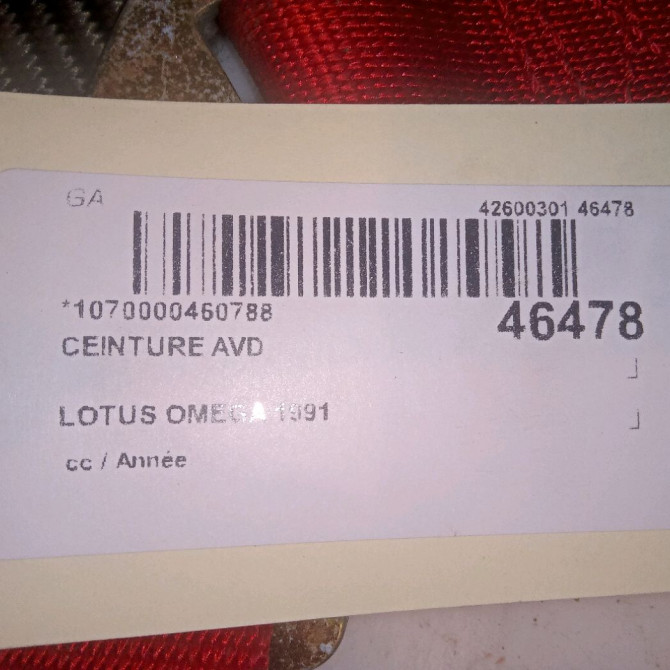 GA
42600301 46478
*1070000460788
46478
CEINTURE AVD
LOTUS OMEGA 1991
cc / Année